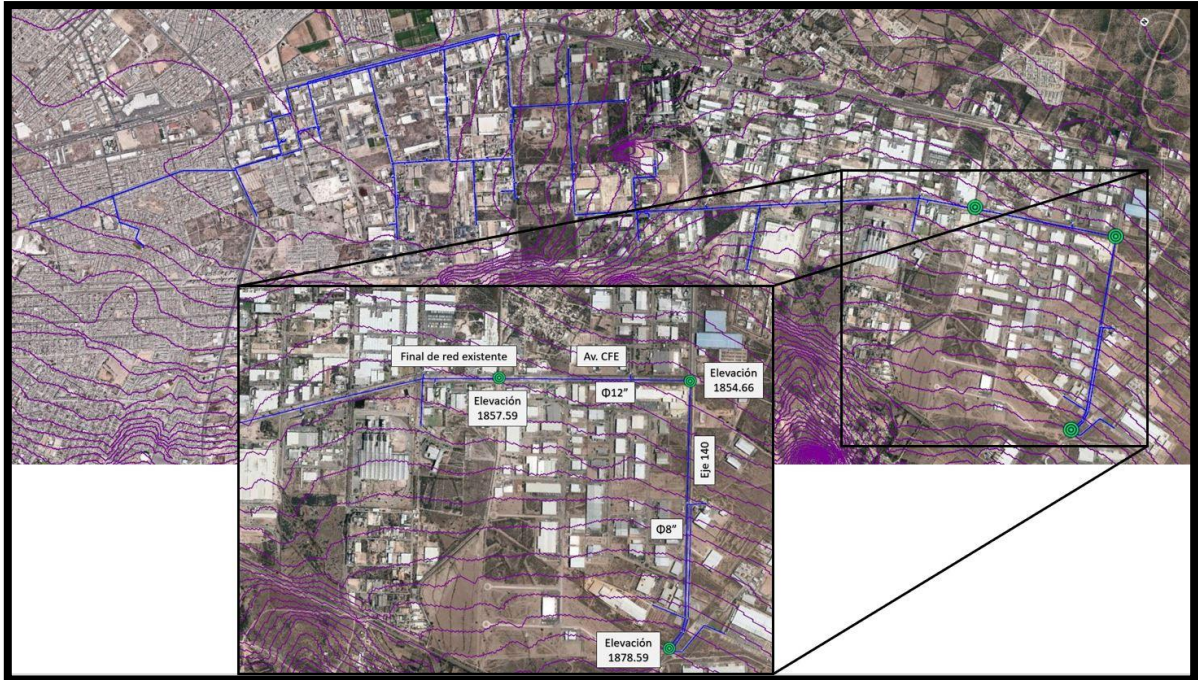 Final de red existente
Av. CFE
Elevación
1854.66
Elevación
1857.59
Φ12”
Eje 140
Φ8”
Elevación
1878.59